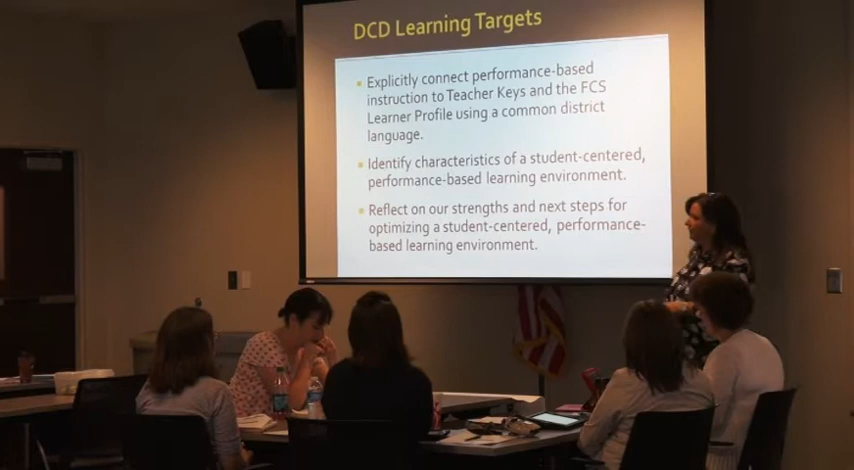 DCD Learning Targets
Explicitly connect performance-based
instruction to Teacher Keys and the FCS
Learner Profile using a common district
language.
Identify characteristics of a student-centered,
performance-based learning environment.
Reflect on our strengths and next steps for
optimizing a student-centered, performance-
based learning environment.